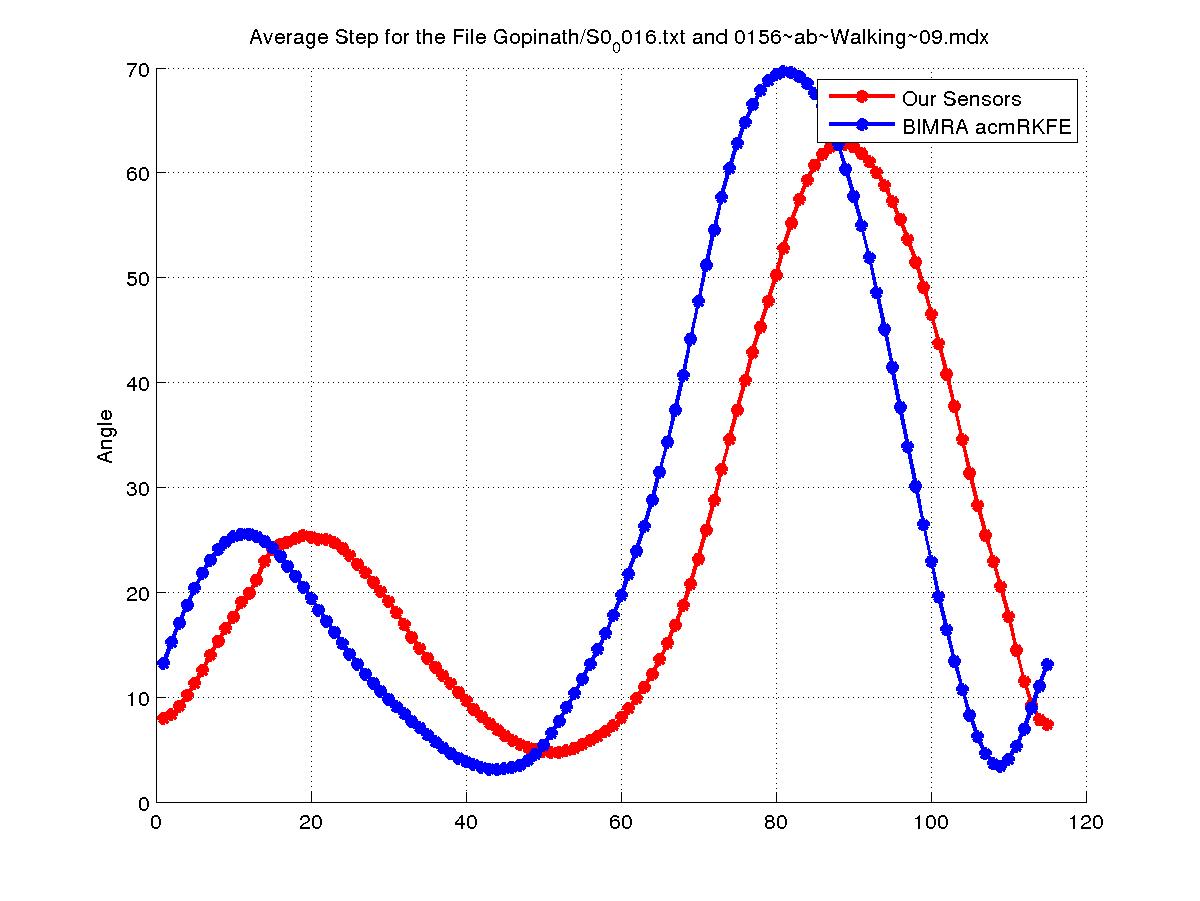 Average Step for the File Gopinath/S0₀016.txt and 0156~ab~Walking~09.mdx
70
Our Sensors
BIMRA acmRKFE
60
50
40
Angle
30
20
10
0
0 20 40 60 80 100 120